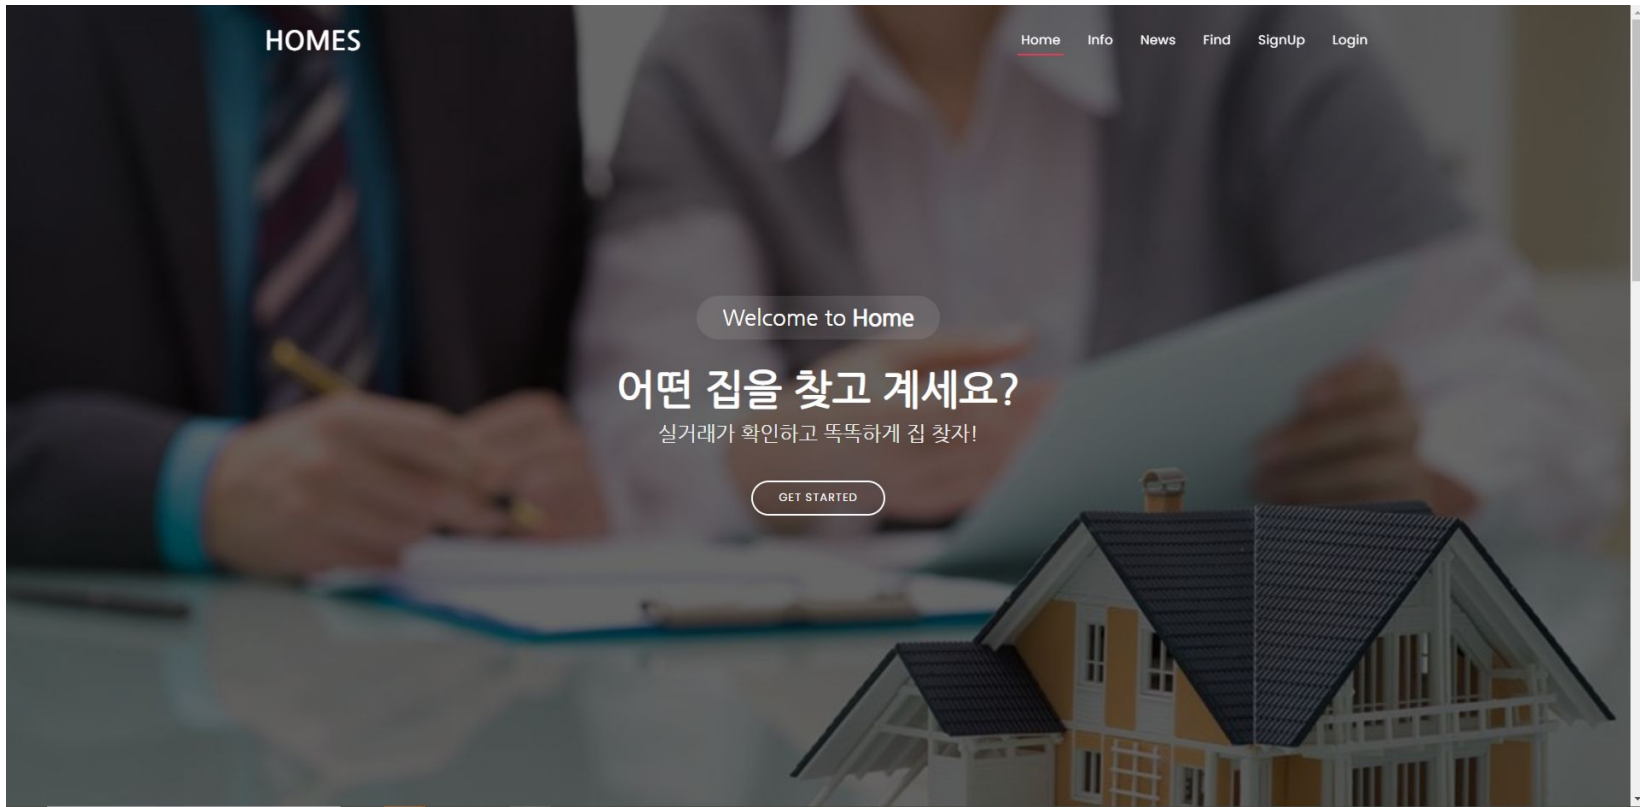 HOMES
Home Info News Find SignUp Login
Welcome to Home
어떤 집을 찾고 계세요?
실거래가 확인하고 똑똑하게 집 찾자!
GET STARTED